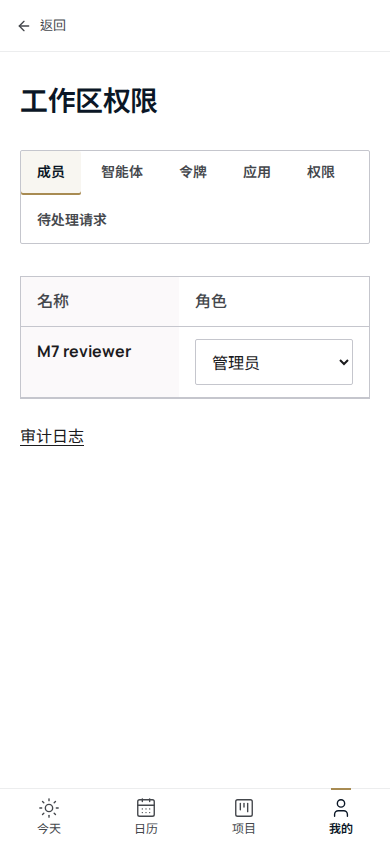 返回
工作区权限
成员 智能体 令牌 应用 权限
待处理请求
名称 角色
M7 reviewer 管理员
审计日志
今天 日历 项目 我的